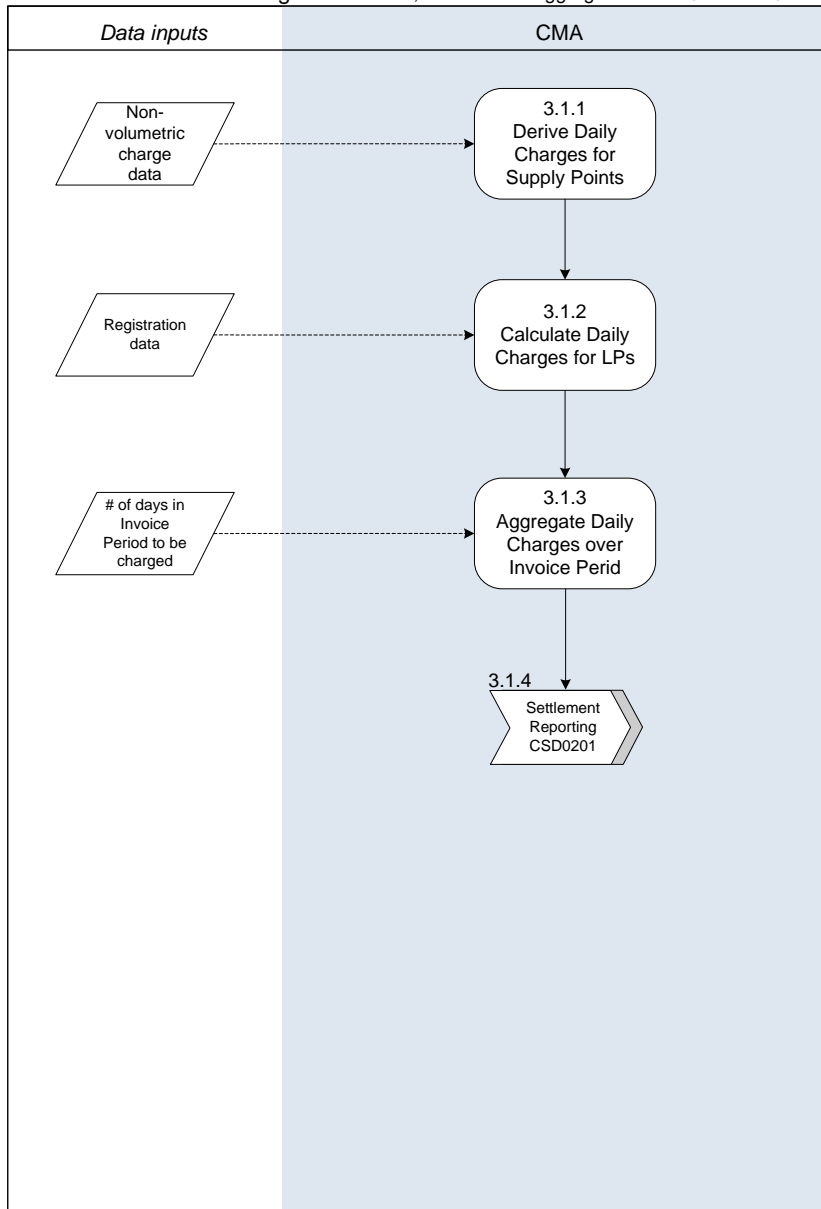 Data inputs
CMA
Non-
volumetric
charge
data
3.1.1
Derive Daily
Charges for
Supply Points
Registration
data
3.1.2
Calculate Daily
Charges for LPs
# of days in
Invoice
Period to be
charged
3.1.3
Aggregate Daily
Charges over
Invoice Perid
3.1.4
Settlement
Reporting
CSD0201